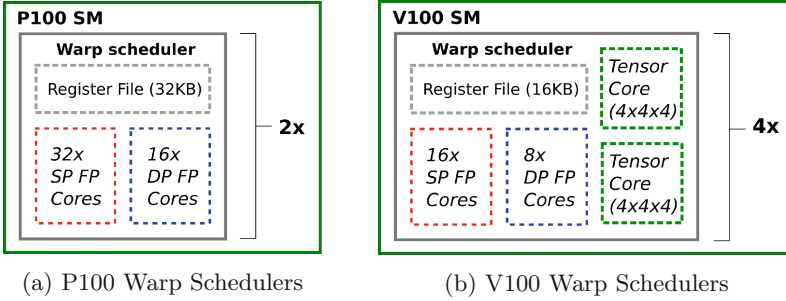 P100 SM
Warp scheduler
Register File (32KB)
32x
SP FP
Cores
16x
DP FP
Cores
2x
(a) P100 Warp Schedulers
V100 SM
Warp scheduler
Register File (16KB)
16x
SP FP
Cores
8x
DP FP
Cores
Tensor
Core
(4x4x4)
Tensor
Core
(4x4x4)
4x
(b) V100 Warp Schedulers